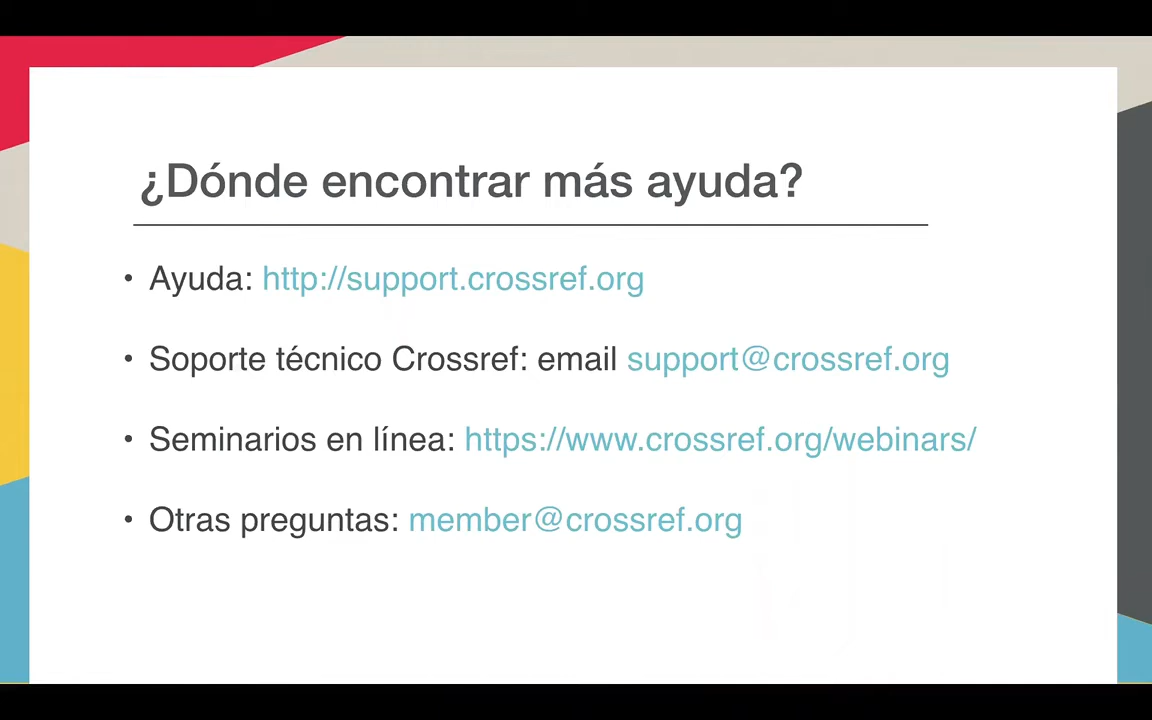 ¿Dónde encontrar más ayuda?
• Ayuda: http://support.crossref.org
• Soporte técnico Crossref: email support@crossref.org
• Seminarios en línea: https://www.crossref.org/webinars/
• Otras preguntas: member@crossref.org